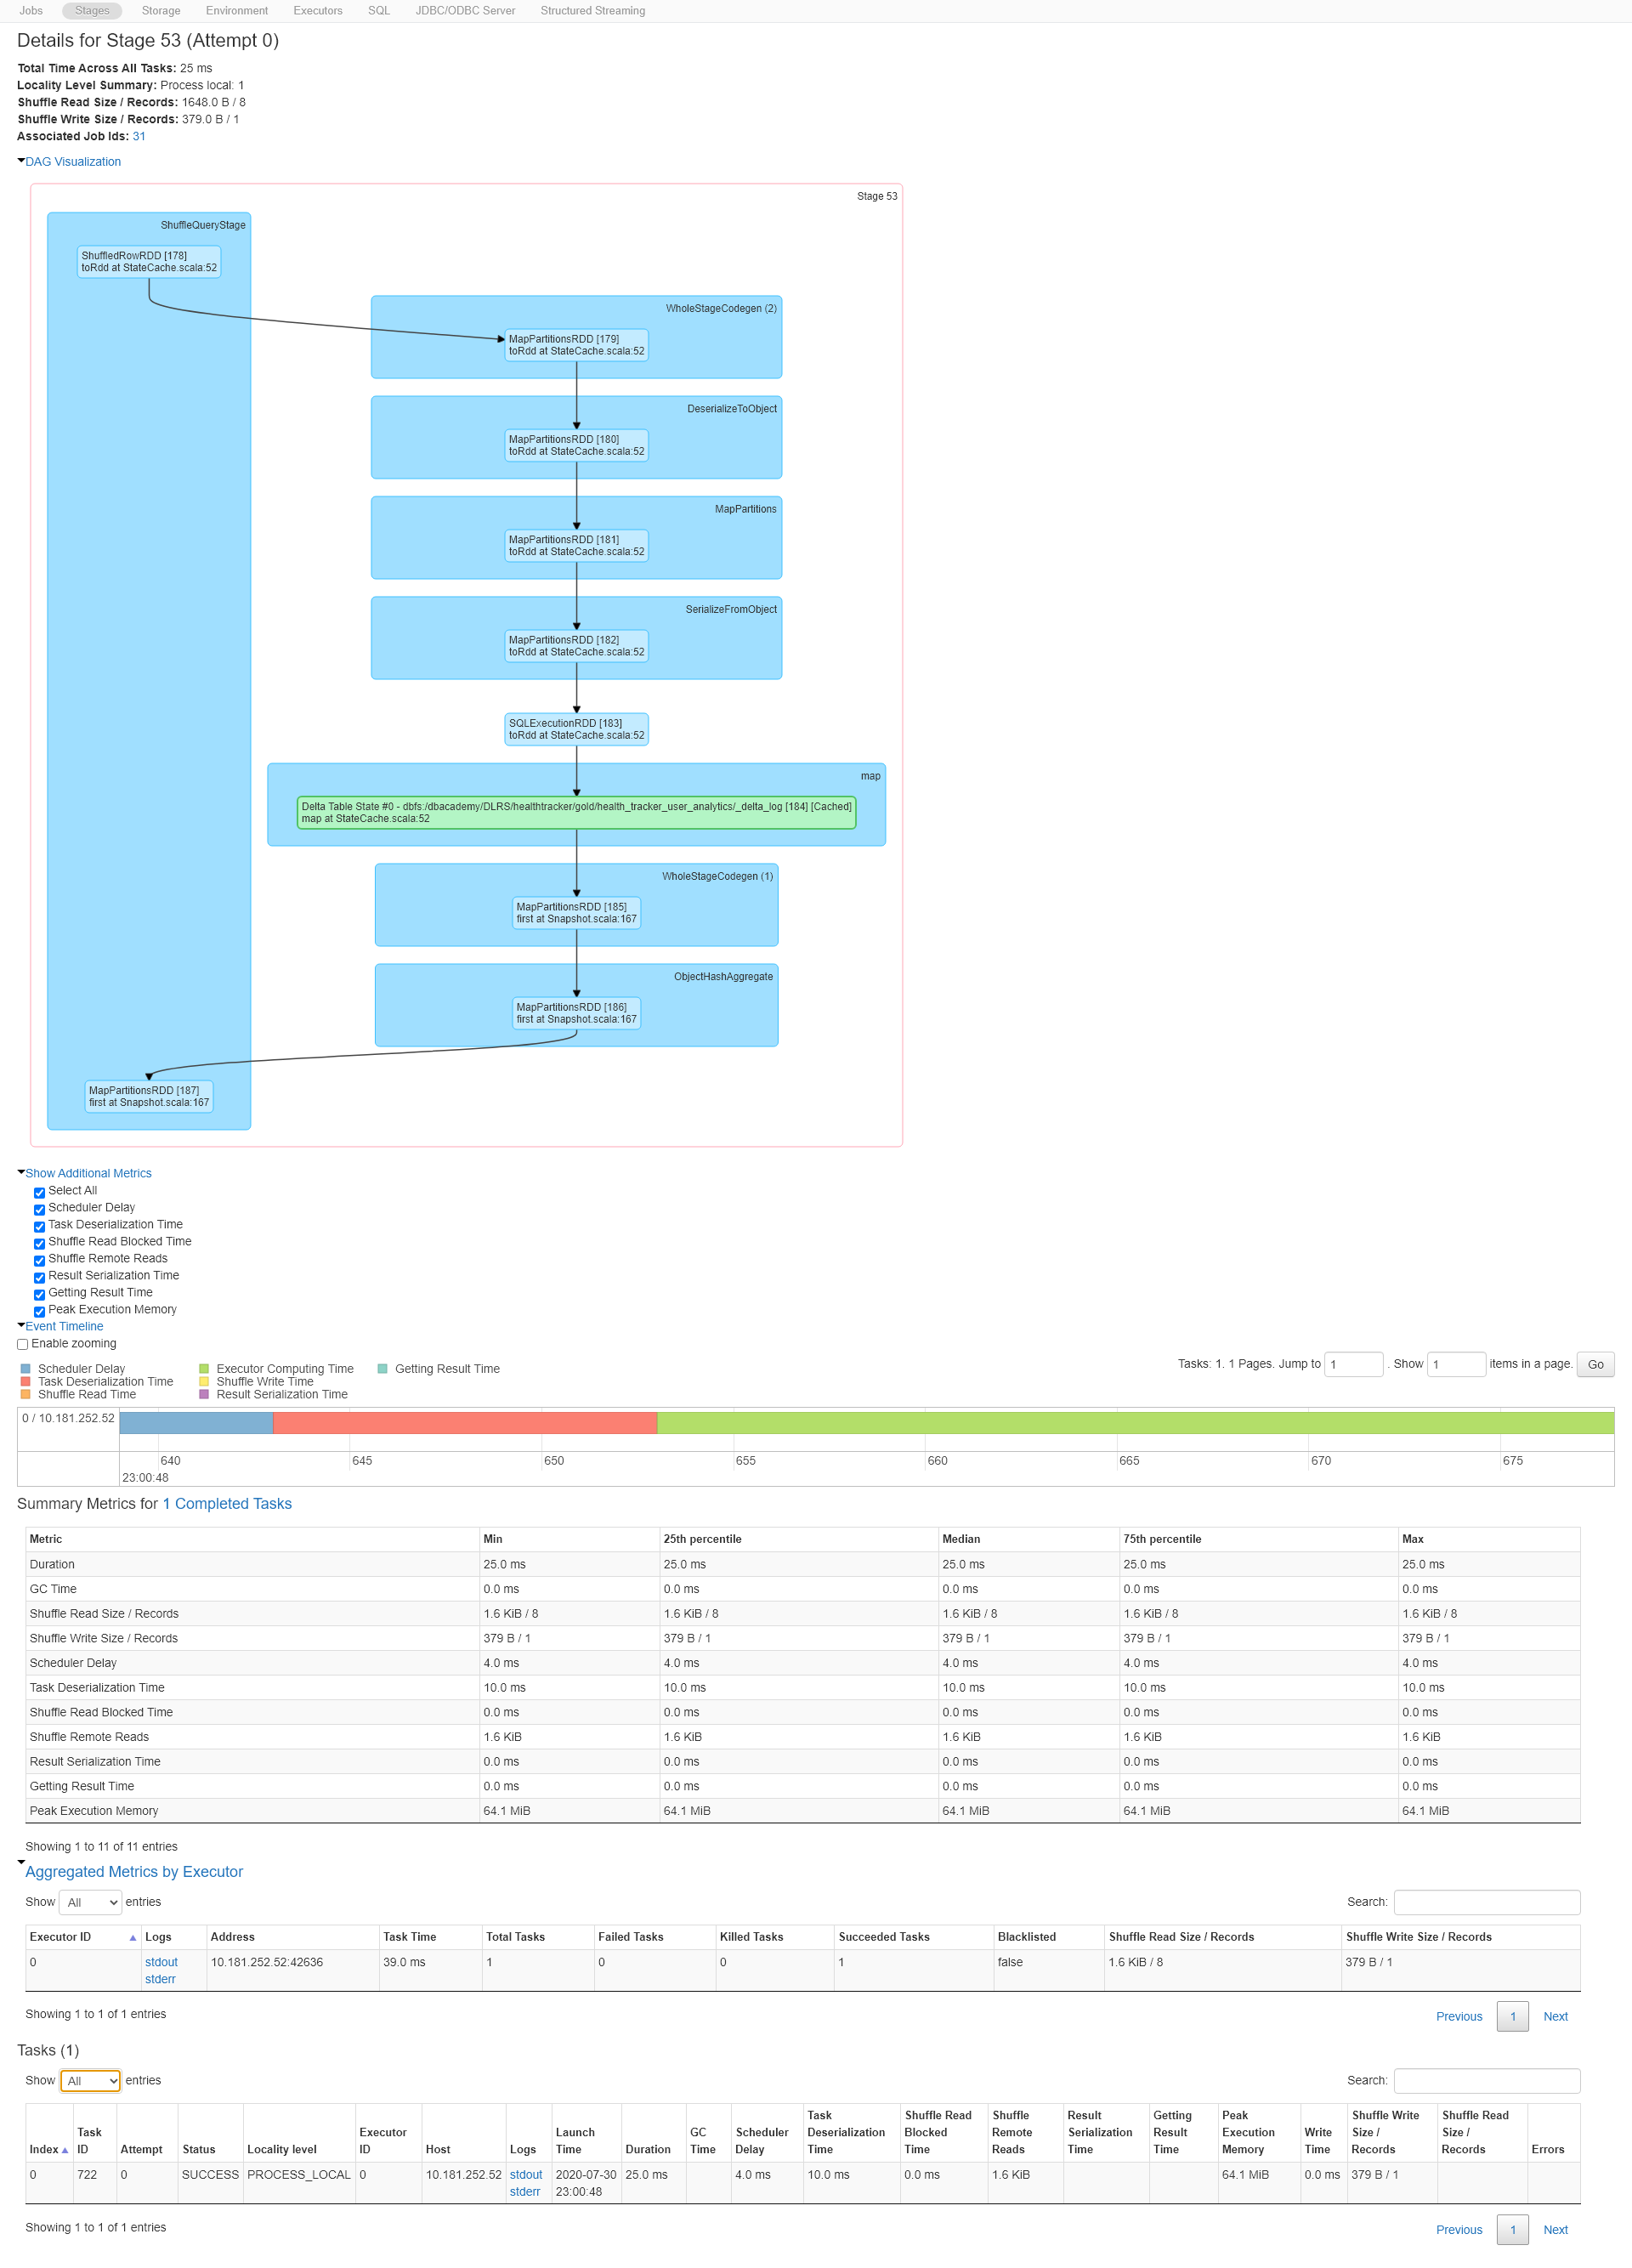 Jobs Stages Storage Environment Executors SQL JDBC/ODBC Server Structured Streaming
Details for Stage 53 (Attempt 0)
Total Time Across All Tasks: 25 ms
Locality Level Summary: Process local: 1
Shuffle Read Size / Records: 1648.0 B / 8
Shuffle Write Size / Records: 379.0 B / 1
Associated Job Ids: 31
DAG Visualization
Stage 53
ShuffleQueryStage
ShuffledRowRDD [178]
toRdd at StateCache.scala:52
WholeStageCodegen (2)
MapPartitionsRDD [179]
toRdd at StateCache.scala:52
DeserializeToObject
MapPartitionsRDD [180]
toRdd at StateCache.scala:52
MapPartitions
MapPartitionsRDD [181]
toRdd at StateCache.scala:52
SerializeFromObject
MapPartitionsRDD [182]
toRdd at StateCache.scala:52
SQLExecutionRDD [183]
toRdd at StateCache.scala:52
map
Delta Table State #0 - dbfs:/dbacademy/DLRS/healthtracker/gold/health_tracker_user_analytics/_delta_log [184] [Cached]
map at StateCache.scala:52
WholeStageCodegen (1)
MapPartitionsRDD [185]
first at Snapshot.scala:167
ObjectHashAggregate
MapPartitionsRDD [186]
first at Snapshot.scala:167
MapPartitionsRDD [187]
first at Snapshot.scala:167
Show Additional Metrics
Select All
Scheduler Delay
Task Deserialization Time
Shuffle Read Blocked Time
Shuffle Remote Reads
Result Serialization Time
Getting Result Time
Peak Execution Memory
Event Timeline
Enable zooming
Tasks: 1. 1 Pages. Jump to 1 . Show 1 items in a page. Go
Scheduler Delay Executor Computing Time Getting Result Time
Task Deserialization Time Shuffle Write Time
Shuffle Read Time Result Serialization Time
0 / 10.181.252.52
640 645 650 655 660 665 670 675
23:00:48
Summary Metrics for 1 Completed Tasks
Metric Min 25th percentile Median 75th percentile Max
Duration 25.0 ms 25.0 ms 25.0 ms 25.0 ms 25.0 ms
GC Time 0.0 ms 0.0 ms 0.0 ms 0.0 ms 0.0 ms
Shuffle Read Size / Records 1.6 KiB / 8 1.6 KiB / 8 1.6 KiB / 8 1.6 KiB / 8 1.6 KiB / 8
Shuffle Write Size / Records 379 B / 1 379 B / 1 379 B / 1 379 B / 1 379 B / 1
Scheduler Delay 4.0 ms 4.0 ms 4.0 ms 4.0 ms 4.0 ms
Task Deserialization Time 10.0 ms 10.0 ms 10.0 ms 10.0 ms 10.0 ms
Shuffle Read Blocked Time 0.0 ms 0.0 ms 0.0 ms 0.0 ms 0.0 ms
Shuffle Remote Reads 1.6 KiB 1.6 KiB 1.6 KiB 1.6 KiB 1.6 KiB
Result Serialization Time 0.0 ms 0.0 ms 0.0 ms 0.0 ms 0.0 ms
Getting Result Time 0.0 ms 0.0 ms 0.0 ms 0.0 ms 0.0 ms
Peak Execution Memory 64.1 MiB 64.1 MiB 64.1 MiB 64.1 MiB 64.1 MiB
Showing 1 to 11 of 11 entries
Aggregated Metrics by Executor
Show All entries Search:
Executor ID Logs Address Task Time Total Tasks Failed Tasks Killed Tasks Succeeded Tasks Blacklisted Shuffle Read Size / Records Shuffle Write Size / Records
0 stdout 10.181.252.52:42636 39.0 ms 1 0 0 1 false 1.6 KiB / 8 379 B / 1
stderr
Showing 1 to 1 of 1 entries
Previous 1 Next
Tasks (1)
Show All entries Search:
Task Shuffle Read Shuffle Result Getting Peak Shuffle Write Shuffle Read
Task Executor Launch GC Scheduler Deserialization Blocked Remote Serialization Result Execution Write Size / Size /
Index ID Attempt Status Locality level ID Host Logs Time Duration Time Delay Time Time Reads Time Time Memory Time Records Records Errors
0 722 0 SUCCESS PROCESS_LOCAL 0 10.181.252.52 stdout 2020-07-30 25.0 ms 4.0 ms 10.0 ms 0.0 ms 1.6 KiB 64.1 MiB 0.0 ms 379 B / 1
stderr 23:00:48
Showing 1 to 1 of 1 entries
Previous 1 Next